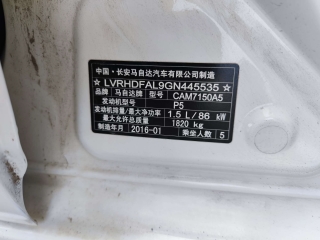 中国·长安马自达汽车有限公司制造
☆ LVRHDFAL9GN445535 ☆
品牌 马自达牌 型号 CAM7150A5
发动机型号 P5
发动机排量/最大净功率 1.5 L/86 kW
最大允许总质量 1820 kg
制造年月 2016-01 乘坐人数 5